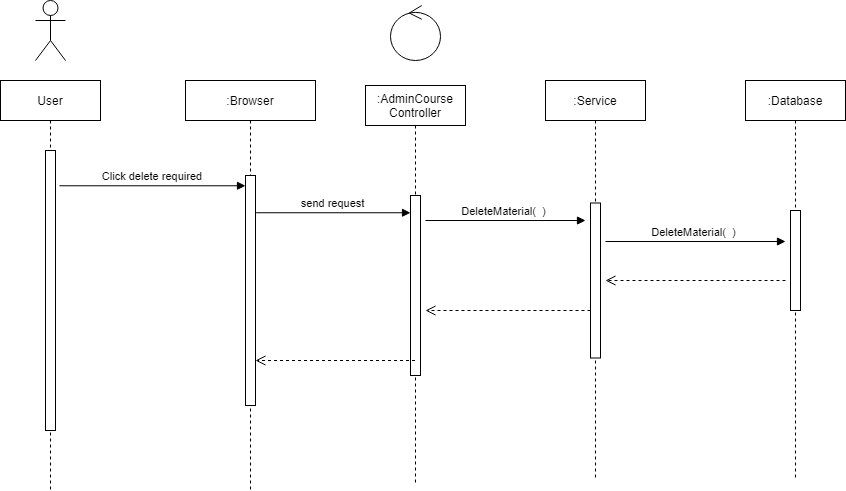 User
:Browser
:AdminCourse
Controller
:Service
:Database
Click delete required
send request
DeleteMaterial(  )
DeleteMaterial(  )